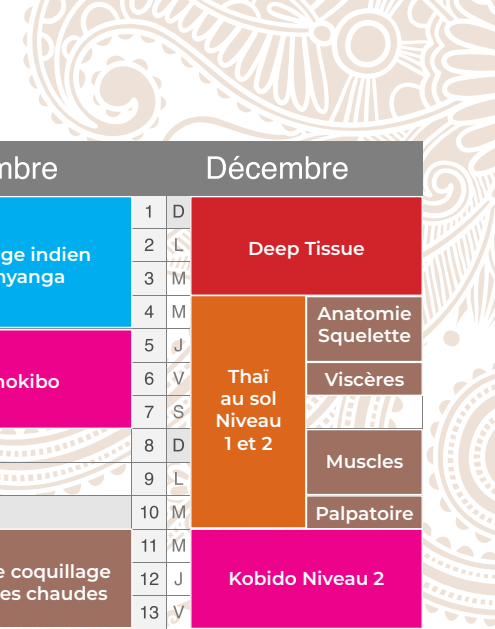 mbre
Décembre
ge indien
nyanga
1 D
Deep Tissue
2 L
3 M
4 M
Thaï
au sol
Niveau
1 et 2
Anatomie
Squelette
5 J
okibo
6 V
Viscères
7 S
8 D
Muscles
9 L
10 M
Palpatoire
11 M
e coquillage
es chaudes
12 J
Kobido Niveau 2
13 V